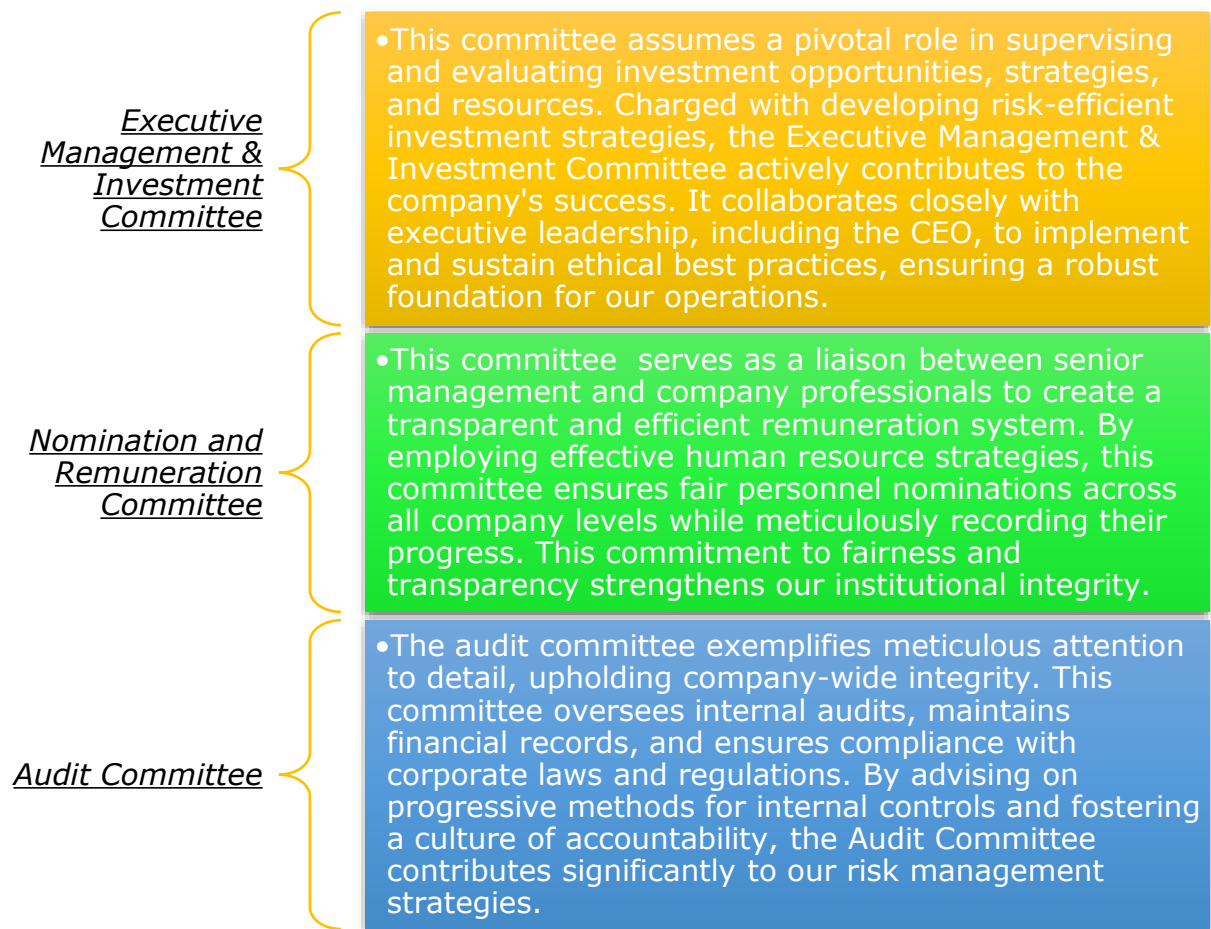 Executive
Management &
Investment
Committee
•This committee assumes a pivotal role in supervising
and evaluating investment opportunities, strategies,
and resources. Charged with developing risk-efficient
investment strategies, the Executive Management &
Investment Committee actively contributes to the
company's success. It collaborates closely with
executive leadership, including the CEO, to implement
and sustain ethical best practices, ensuring a robust
foundation for our operations.
Nomination and
Remuneration
Committee
•This committee  serves as a liaison between senior
management and company professionals to create a
transparent and efficient remuneration system. By
employing effective human resource strategies, this
committee ensures fair personnel nominations across
all company levels while meticulously recording their
progress. This commitment to fairness and
transparency strengthens our institutional integrity.
Audit Committee
•The audit committee exemplifies meticulous attention
to detail, upholding company-wide integrity. This
committee oversees internal audits, maintains
financial records, and ensures compliance with
corporate laws and regulations. By advising on
progressive methods for internal controls and fostering
a culture of accountability, the Audit Committee
contributes significantly to our risk management
strategies.